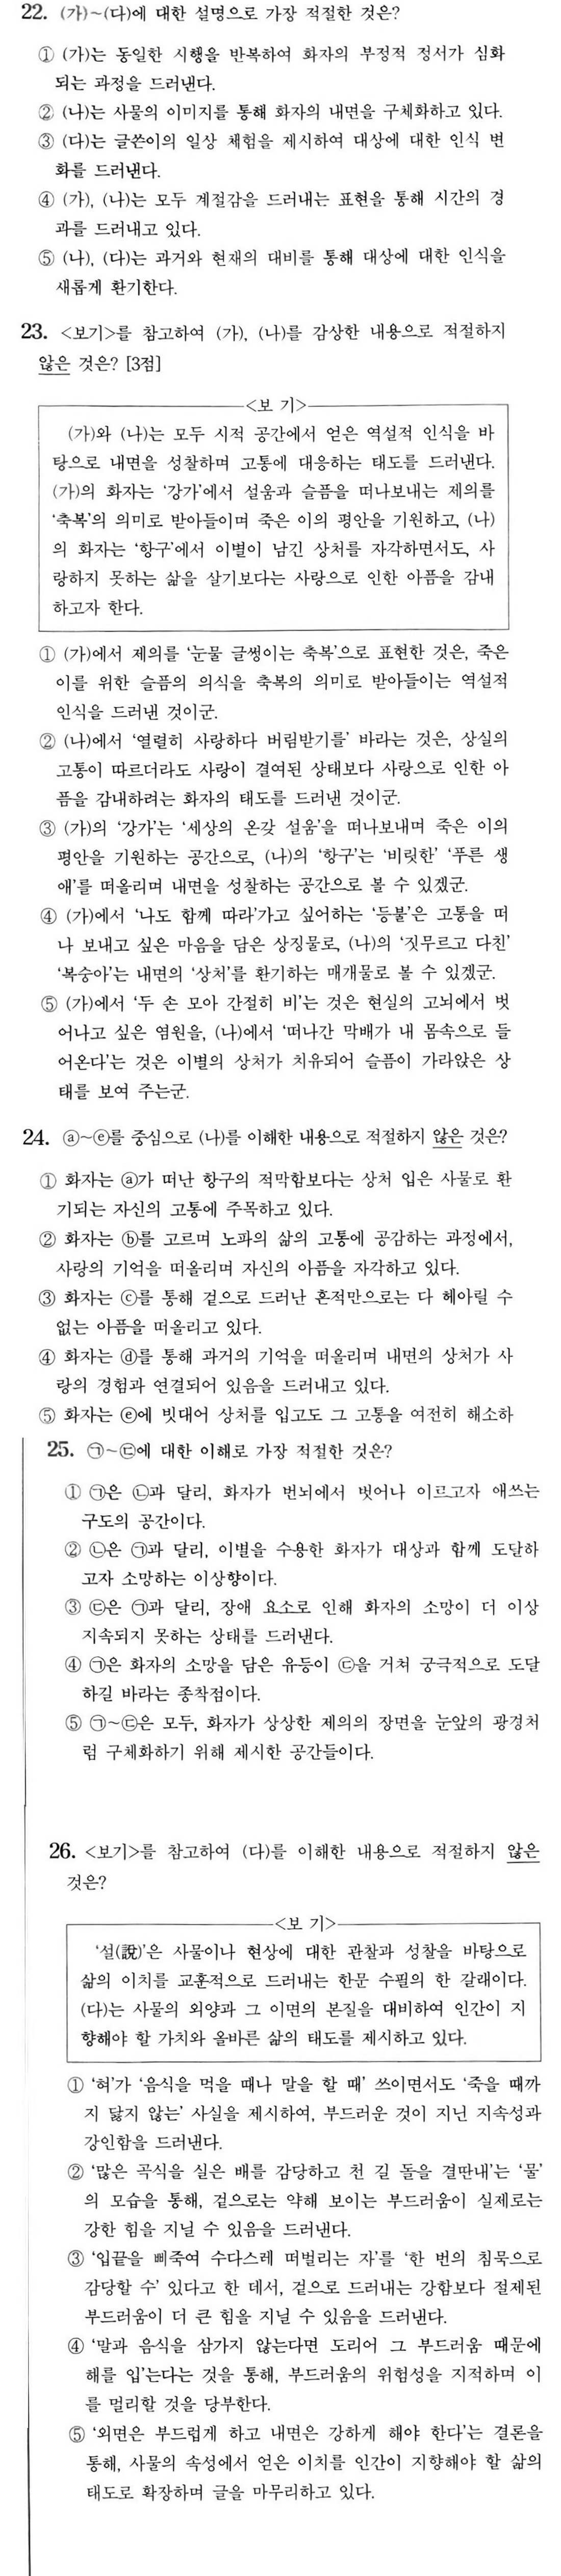 22. (가)~(다)에 대한 설명으로 가장 적절한 것은?
① (가)는 동일한 시행을 반복하여 화자의 부정적 정서가 심화
되는 과정을 드러낸다.
② (나)는 사물의 이미지를 통해 화자의 내면을 구체화하고 있다.
③ (다)는 글쓴이의 일상 체험을 제시하여 대상에 대한 인식 변
화를 드러낸다.
④ (가), (나)는 모두 계절감을 드러내는 표현을 통해 시간의 경
과를 드러내고 있다.
⑤ (나), (다)는 과거와 현재의 대비를 통해 대상에 대한 인식을
새롭게 환기한다.
23. <보기>를 참고하여 (가), (나)를 감상한 내용으로 적절하지
않은 것은? [3점]
<보 기>
(가)와 (나)는 모두 시적 공간에서 얻은 역설적 인식을 바
탕으로 내면을 성찰하며 고통에 대응하는 태도를 드러낸다.
(가)의 화자는 '강가'에서 설움과 슬픔을 떠나보내는 제의를
'축복'의 의미로 받아들이며 죽은 이의 평안을 기원하고, (나)
의 화자는 '항구'에서 이별이 남긴 상처를 자각하면서도, 사
랑하지 못하는 삶을 살기보다는 사랑으로 인한 아픔을 감내
하고자 한다.
① (가)에서 제의를 '눈물 글썽이는 축복'으로 표현한 것은, 죽은
이를 위한 슬픔의 의식을 축복의 의미로 받아들이는 역설적
인식을 드러낸 것이군.
② (나)에서 '열렬히 사랑하다 버림받기를' 바라는 것은, 상실의
고통이 따르더라도 사랑이 결여된 상태보다 사랑으로 인한 아
픔을 감내하려는 화자의 태도를 드러낸 것이군.
③ (가)의 '강가'는 '세상의 온갖 설움'을 떠나보내며 죽은 이의
평안을 기원하는 공간으로, (나)의 '항구'는 '비릿한' '푸른 생
애'를 떠올리며 내면을 성찰하는 공간으로 볼 수 있겠군.
④ (가)에서 '나도 함께 따라'가고 싶어하는 '등불'은 고통을 떠
나 보내고 싶은 마음을 담은 상징물로, (나)의 '짓무르고 다친'
'복숭아'는 내면의 '상처'를 환기하는 매개물로 볼 수 있겠군.
⑤ (가)에서 '두 손 모아 간절히 비'는 것은 현실의 고뇌에서 벗
어나고 싶은 염원을, (나)에서 '떠나간 막배가 내 몸속으로 들
어온다'는 것은 이별의 상처가 치유되어 슬픔이 가라앉은 상
태를 보여 주는군.
24. ⓐ~ⓔ를 중심으로 (나)를 이해한 내용으로 적절하지 않은 것은?
① 화자는 ⓐ가 떠난 항구의 적막함보다는 상처 입은 사물로 환
기되는 자신의 고통에 주목하고 있다.
② 화자는 ⓑ를 고르며 노파의 삶의 고통에 공감하는 과정에서,
사랑의 기억을 떠올리며 자신의 아픔을 자각하고 있다.
③ 화자는 ⓒ를 통해 겉으로 드러난 흔적만으로는 다 헤아릴 수
없는 아픔을 떠올리고 있다.
④ 화자는 ⓓ를 통해 과거의 기억을 떠올리며 내면의 상처가 사
랑의 경험과 연결되어 있음을 드러내고 있다.
⑤ 화자는 ⓔ에 빗대어 상처를 입고도 그 고통을 여전히 해소하
25. ㉠~㉢에 대한 이해로 가장 적절한 것은?
① ㉠은 ㉡과 달리, 화자가 번뇌에서 벗어나 이르고자 애쓰는
구도의 공간이다.
② ㉡은 ㉠과 달리, 이별을 수용한 화자가 대상과 함께 도달하
고자 소망하는 이상향이다.
③ ㉢은 ㉠과 달리, 장애 요소로 인해 화자의 소망이 더 이상
지속되지 못하는 상태를 드러낸다.
④ ㉠은 화자의 소망을 담은 유등이 ㉢을 거쳐 궁극적으로 도달
하길 바라는 종착점이다.
⑤ ㉠~㉢은 모두, 화자가 상상한 제의의 장면을 눈앞의 광경처
럼 구체화하기 위해 제시한 공간들이다.
26. <보기>를 참고하여 (다)를 이해한 내용으로 적절하지 않은
것은?
<보 기>
'설(說)'은 사물이나 현상에 대한 관찰과 성찰을 바탕으로
삶의 이치를 교훈적으로 드러내는 한문 수필의 한 갈래이다.
(다)는 사물의 외양과 그 이면의 본질을 대비하여 인간이 지
향해야 할 가치와 올바른 삶의 태도를 제시하고 있다.
① '혀'가 '음식을 먹을 때나 말을 할 때' 쓰이면서도 '죽을 때까
지 닳지 않는' 사실을 제시하여, 부드러운 것이 지닌 지속성과
강인함을 드러낸다.
② '많은 곡식을 실은 배를 감당하고 천 길 돌을 결딴내'는 '물'
의 모습을 통해, 겉으로는 약해 보이는 부드러움이 실제로는
강한 힘을 지닐 수 있음을 드러낸다.
③ '입끝을 삐죽여 수다스레 떠벌리는 자'를 '한 번의 침묵으로
감당할 수' 있다고 한 데서, 겉으로 드러내는 강함보다 절제된
부드러움이 더 큰 힘을 지닐 수 있음을 드러낸다.
④ '말과 음식을 삼가지 않는다면 도리어 그 부드러움 때문에
해를 입'는다는 것을 통해, 부드러움의 위험성을 지적하며 이
를 멀리할 것을 당부한다.
⑤ '외면은 부드럽게 하고 내면은 강하게 해야 한다'는 결론을
통해, 사물의 속성에서 얻은 이치를 인간이 지향해야 할 삶의
태도로 확장하며 글을 마무리하고 있다.